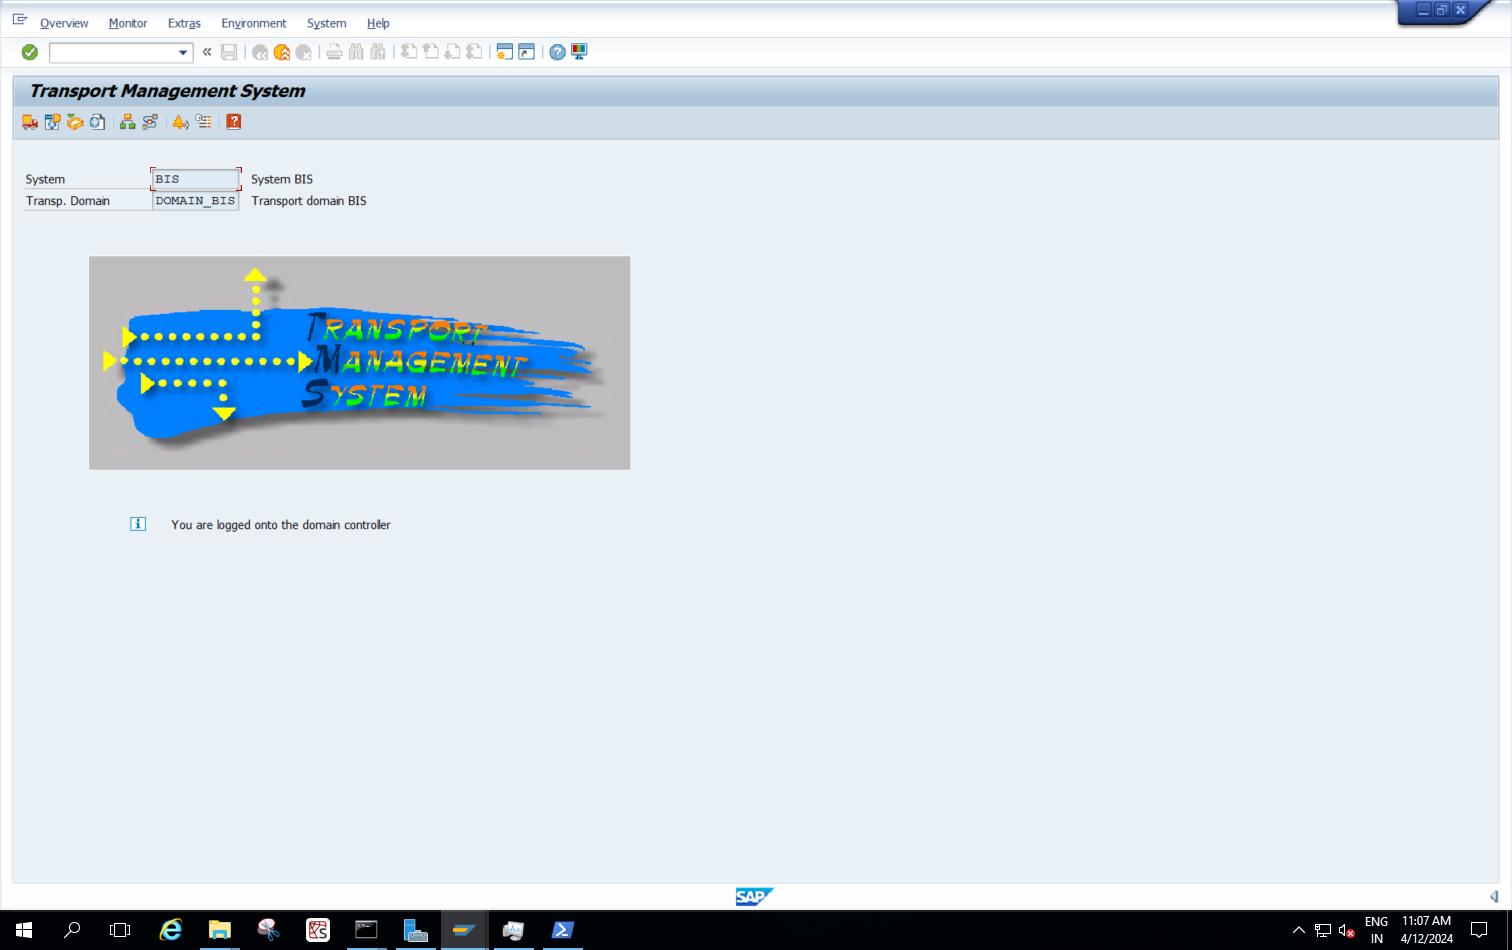 Overview Monitor Extras Environment System Help
Transport Management System
System BIS System BIS
Transp. Domain DOMAIN_BIS Transport domain BIS
TRANSPORT
MANAGEMENT
SYSTEM
You are logged onto the domain controller
SAP
ENG 11:07 AM
IN 4/12/2024